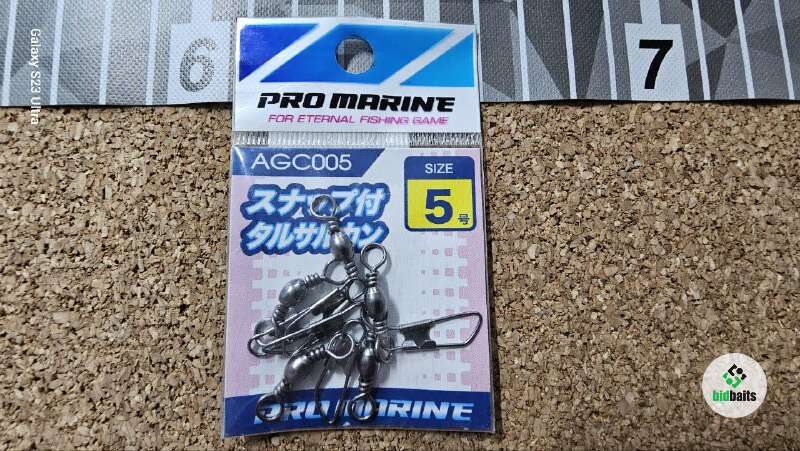 6
7
Galaxy S23 Ultra
PRO MARINE
FOR ETERNAL FISHING GAME
AGC005
SIZE
5号
スナップ付
タルサルカン
PRO MARINE
bidbaits